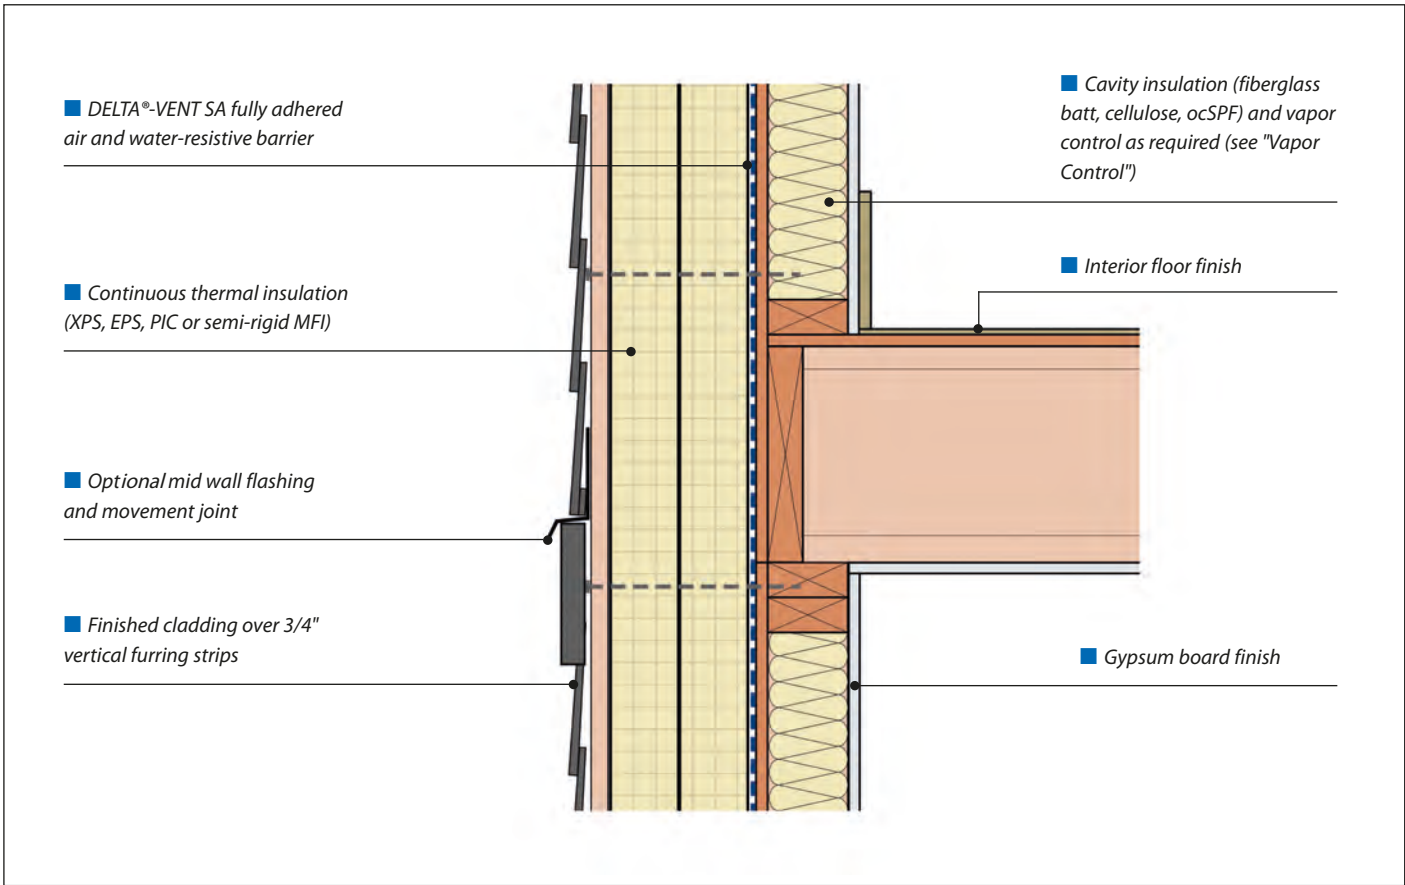 ■ DELTA®-VENT SA fully adhered
air and water-resistive barrier
■ Continuous thermal insulation
(XPS, EPS, PIC or semi-rigid MFI)
■ Optional mid wall flashing
and movement joint
■ Finished cladding over 3/4"
vertical furring strips
■ Cavity insulation (fiberglass
batt, cellulose, ocSPF) and vapor
control as required (see "Vapor
Control")
■ Interior floor finish
■ Gypsum board finish